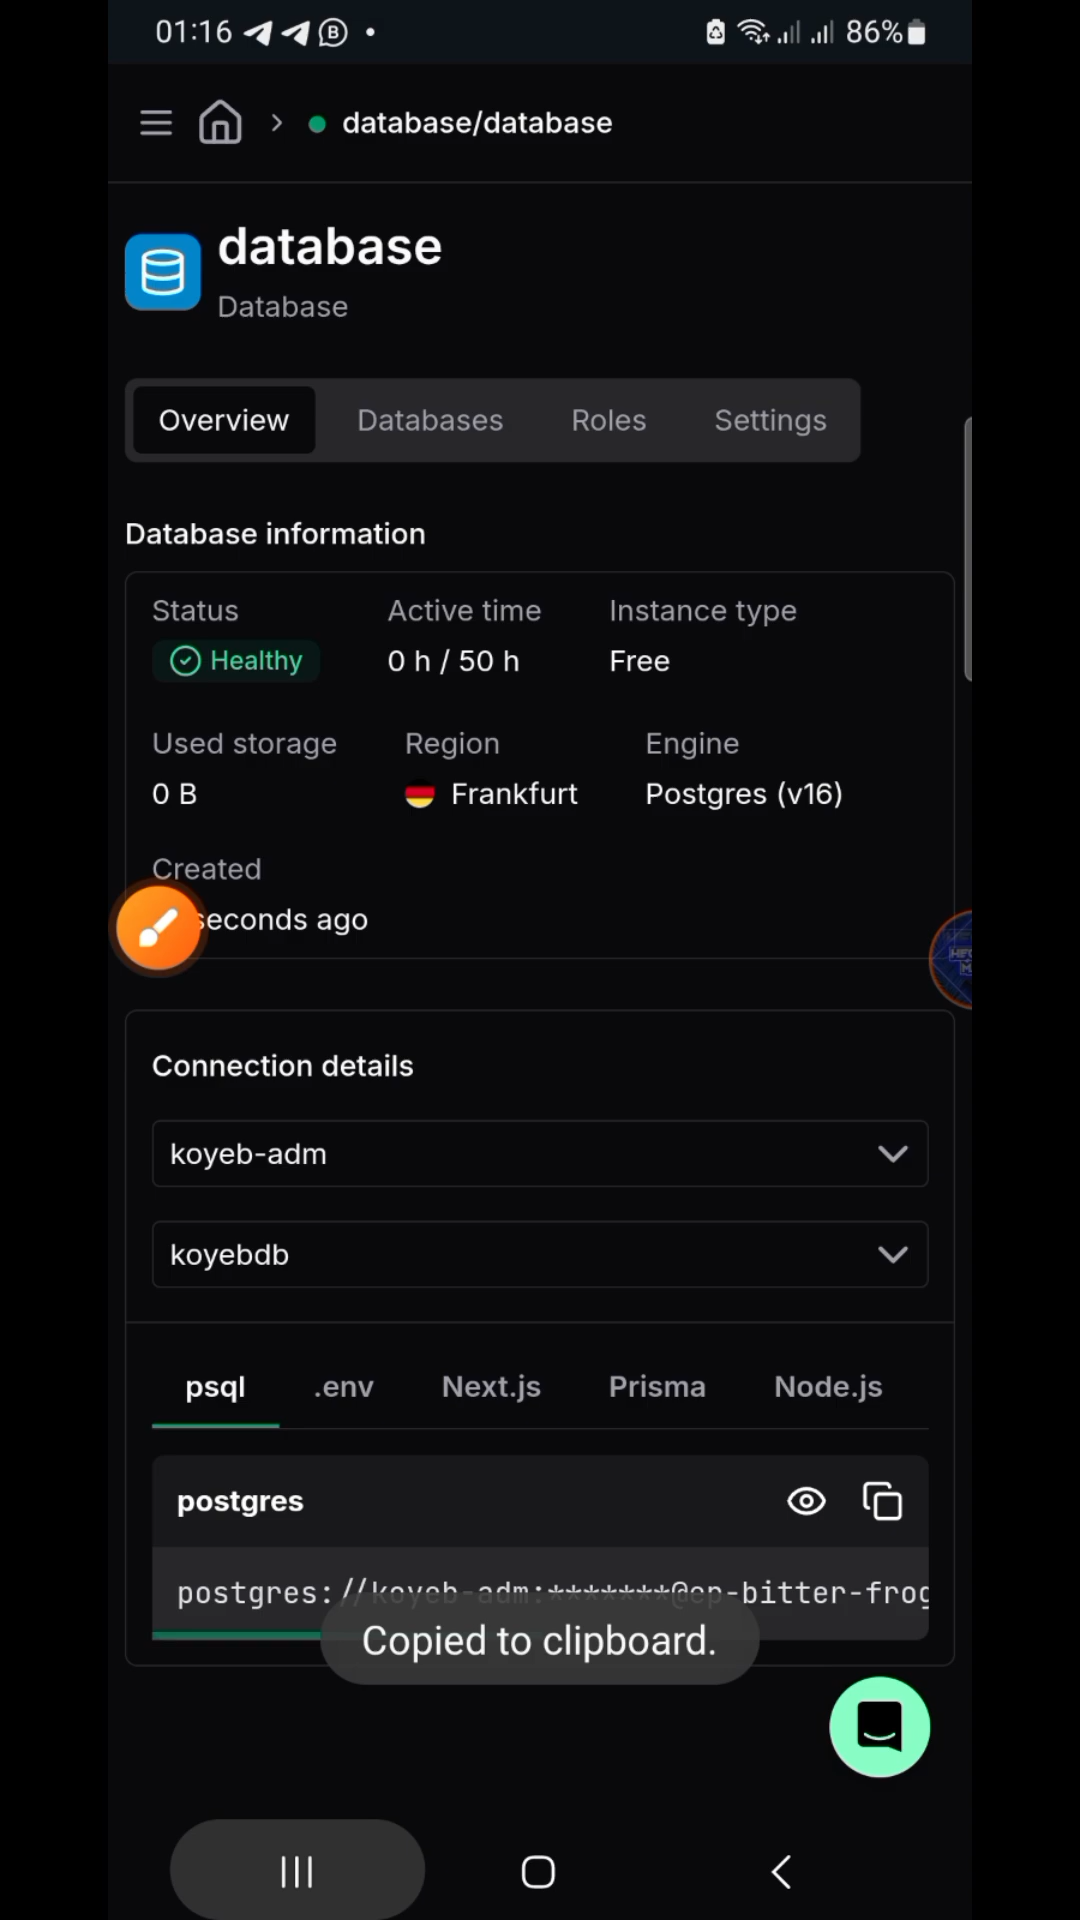 01:16
86%
database/database
database
Database
Overview Databases Roles Settings
Database information
Status Active time Instance type
Healthy 0 h / 50 h Free
Used storage Region Engine
0 B Frankfurt Postgres (v16)
Created
seconds ago
Connection details
koyeb-adm
koyebdb
psql .env Next.js Prisma Node.js
postgres
postgres://koyeb-adm:*******@ep-bitter-frog
Copied to clipboard.